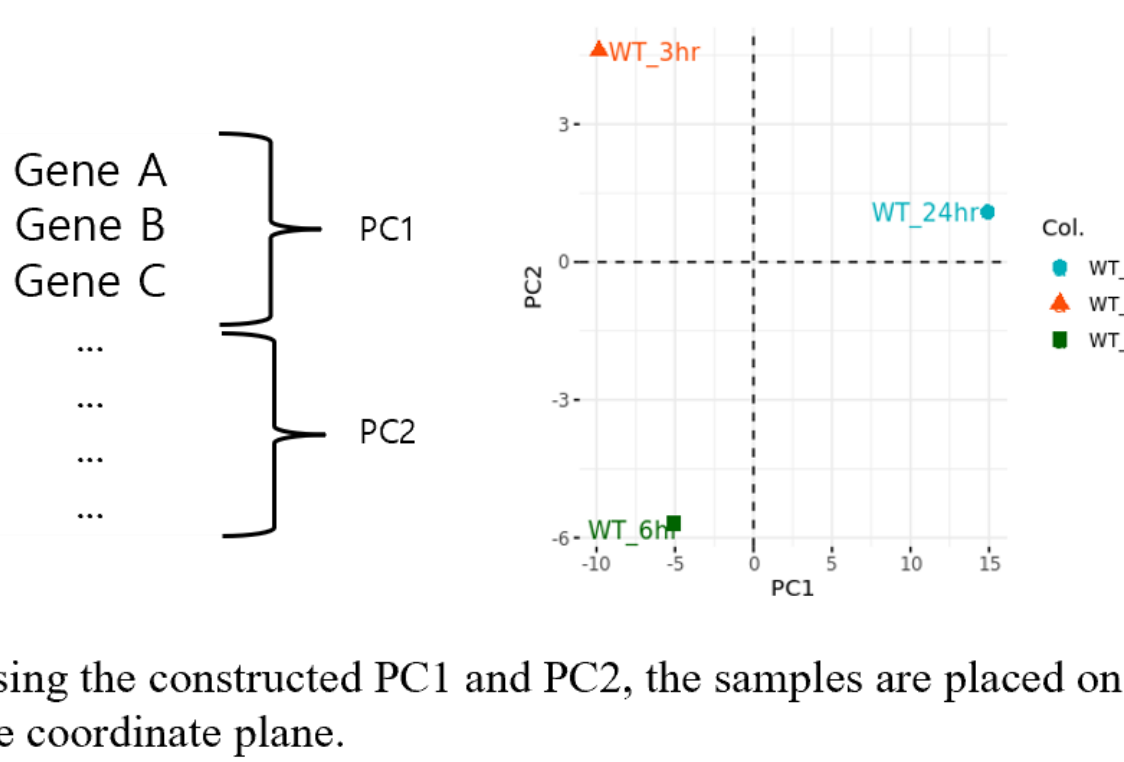 Gene A
Gene B
Gene C
...
...
...
...
PC1
PC2
WT_3hr
WT_24hr
WT_6hr
3
0
-3
-6
PC2
-10 -5 0 5 10 15
PC1
Col.
WT_
WT_
WT_
sing the constructed PC1 and PC2, the samples are placed on
e coordinate plane.